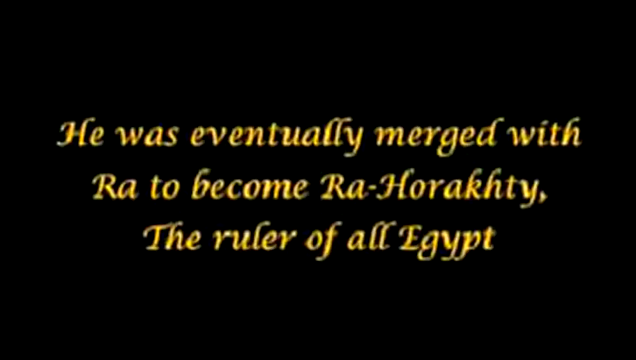 He was eventually merged with
Ra to become Ra-Horakhty,
The ruler of all Egypt